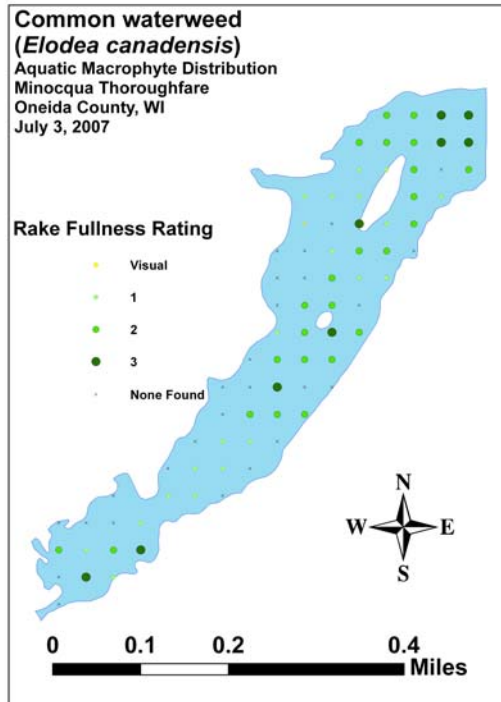 Common waterweed
(Elodea canadensis)
Aquatic Macrophyte Distribution
Minocqua Thoroughfare
Oneida County, WI
July 3, 2007
Rake Fullness Rating
Visual
1
2
3
None Found
N
W E
S
0 0.1 0.2 0.4
Miles